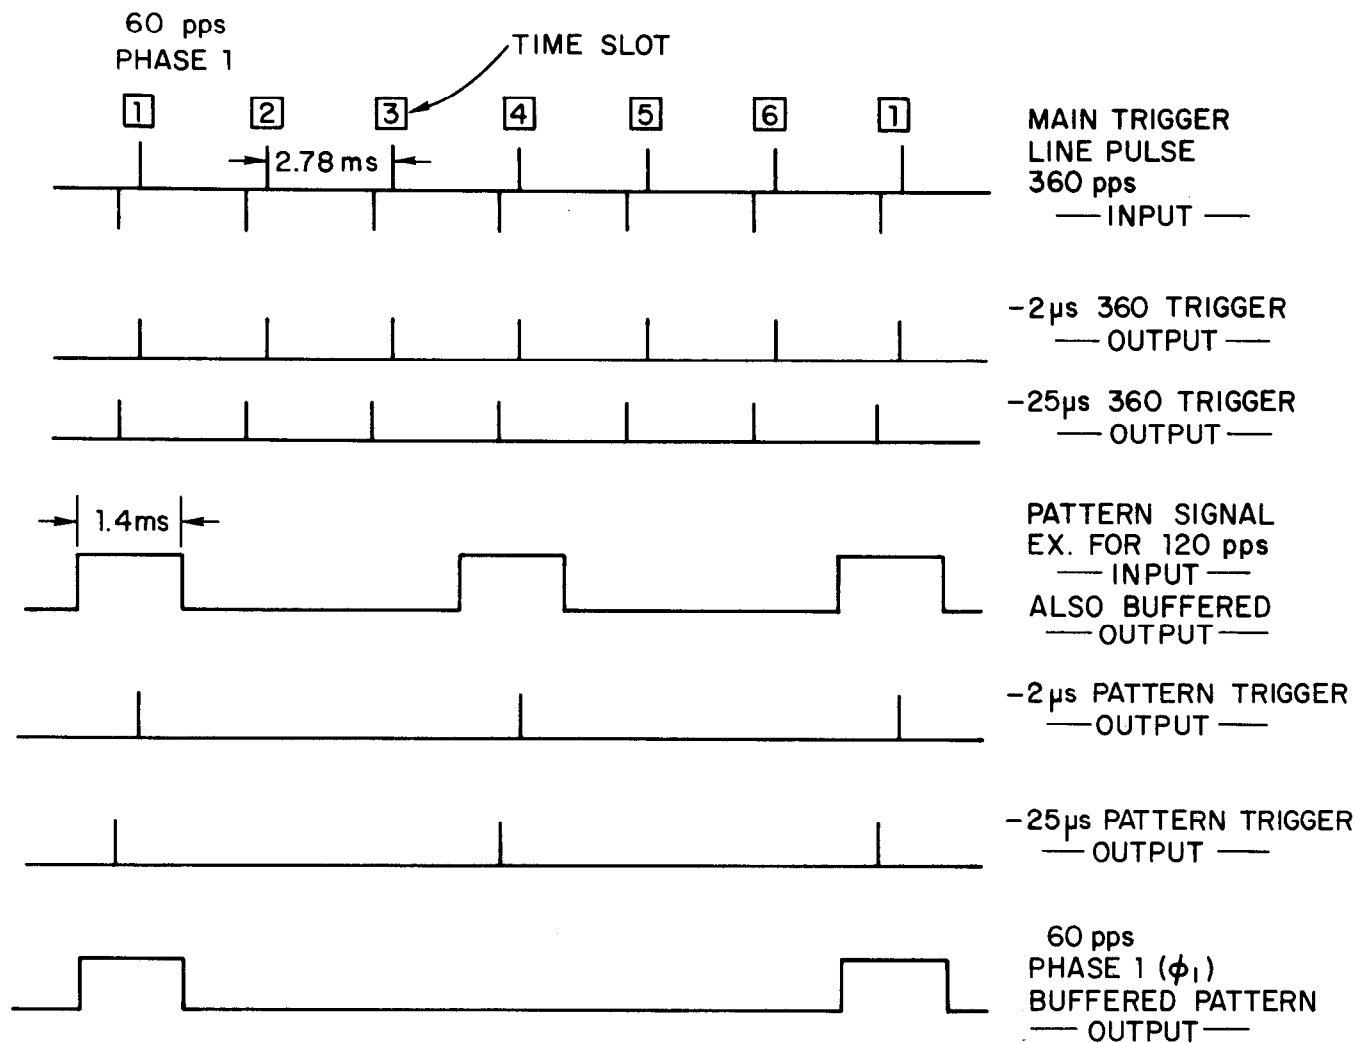 60 pps
PHASE 1
TIME SLOT
1 2 3 4 5 6 1
2.78 ms
MAIN TRIGGER
LINE PULSE
360 pps
— INPUT —
-2µs 360 TRIGGER
— OUTPUT —
-25µs 360 TRIGGER
— OUTPUT —
1.4ms
PATTERN SIGNAL
EX. FOR 120 pps
— INPUT —
ALSO BUFFERED
— OUTPUT —
-2µs PATTERN TRIGGER
— OUTPUT —
-25µs PATTERN TRIGGER
— OUTPUT —
60 pps
PHASE 1 (ϕ₁)
BUFFERED PATTERN
— OUTPUT —